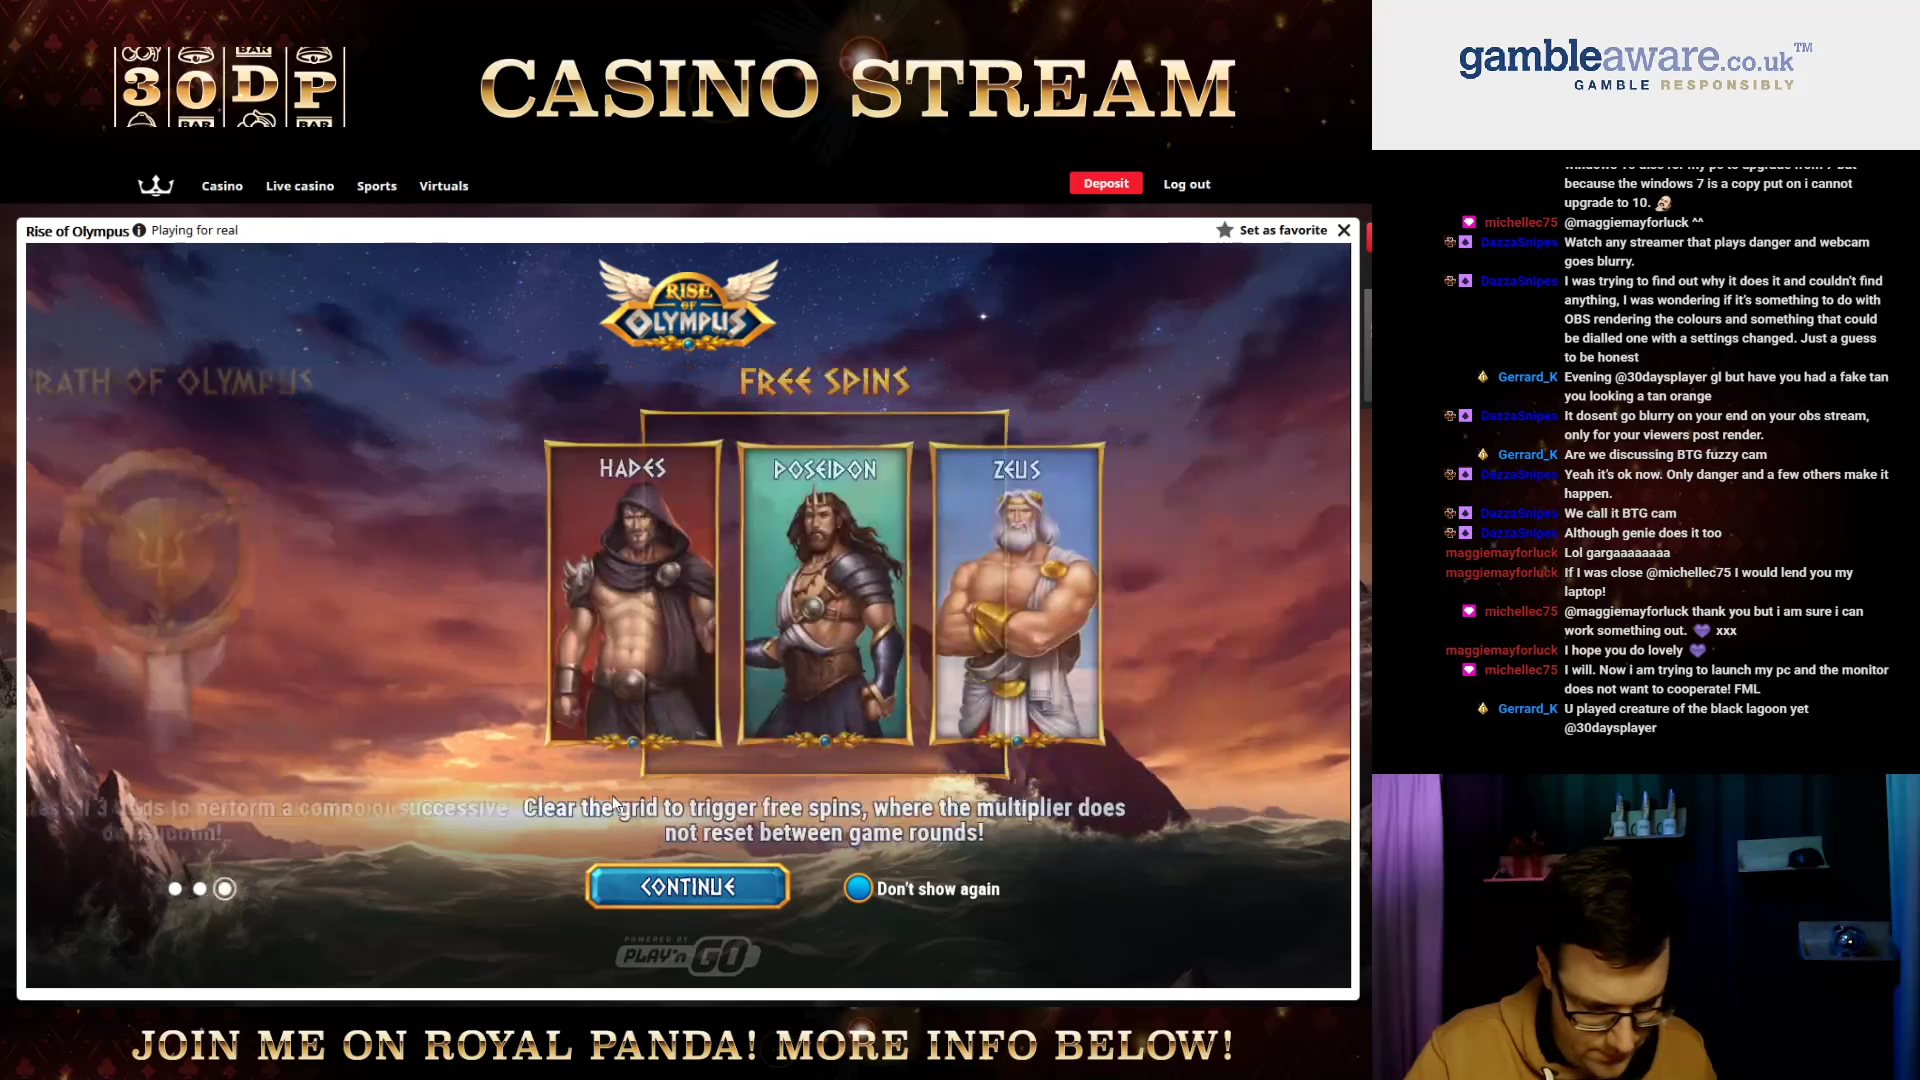 30DP
BAR
BAR
BAR
CASINO STREAM
gambleaware.co.uk™
GAMBLE RESPONSIBLY
Casino
Live casino
Sports
Virtuals
Deposit
Log out
Rise of Olympus
Playing for real
Set as favorite
RISE
OF
OLYMPUS
RATH OF OLYMPUS
FREE SPINS
HADES
POSEIDON
ZEUS
to perform a successive
Clear the grid to trigger free spins, where the multiplier does
not reset between game rounds!
CONTINUE
Don't show again
POWERED BY
PLAY'n GO
JOIN ME ON ROYAL PANDA! MORE INFO BELOW!
because the windows 7 is a copy put on i cannot
upgrade to 10.
michellec75 @maggiemayforluck ^^
DazzaSnipes Watch any streamer that plays danger and webcam
goes blurry.
DazzaSnipes I was trying to find out why it does it and couldn't find
anything, I was wondering if it's something to do with
OBS rendering the colours and something that could
be dialled one with a settings changed. Just a guess
to be honest
Gerrard_K Evening @30daysplayer gl but have you had a fake tan
you looking a tan orange
DazzaSnipes It dosent go blurry on your end on your obs stream,
only for your viewers post render.
Gerrard_K Are we discussing BTG fuzzy cam
DazzaSnipes Yeah it's ok now. Only danger and a few others make it
happen.
DazzaSnipes We call it BTG cam
DazzaSnipes Although genie does it too
maggiemayforluck Lol gargaaaaaaa
maggiemayforluck If I was close @michellec75 I would lend you my
laptop!
michellec75 @maggiemayforluck thank you but i am sure i can
work something out. xxx
maggiemayforluck I hope you do lovely
michellec75 I will. Now i am trying to launch my pc and the monitor
does not want to cooperate! FML
Gerrard_K U played creature of the black lagoon yet
@30daysplayer